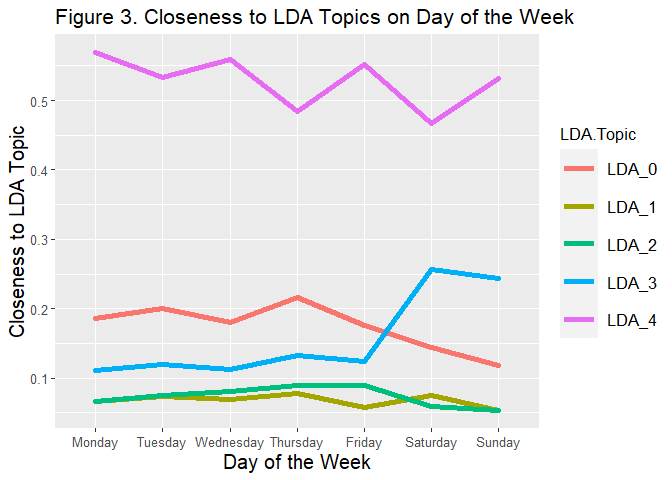 Figure 3. Closeness to LDA Topics on Day of the Week
Closeness to LDA Topic
0.5
0.4
0.3
0.2
0.1
Monday Tuesday Wednesday Thursday Friday Saturday Sunday
Day of the Week
LDA.Topic
LDA_0
LDA_1
LDA_2
LDA_3
LDA_4